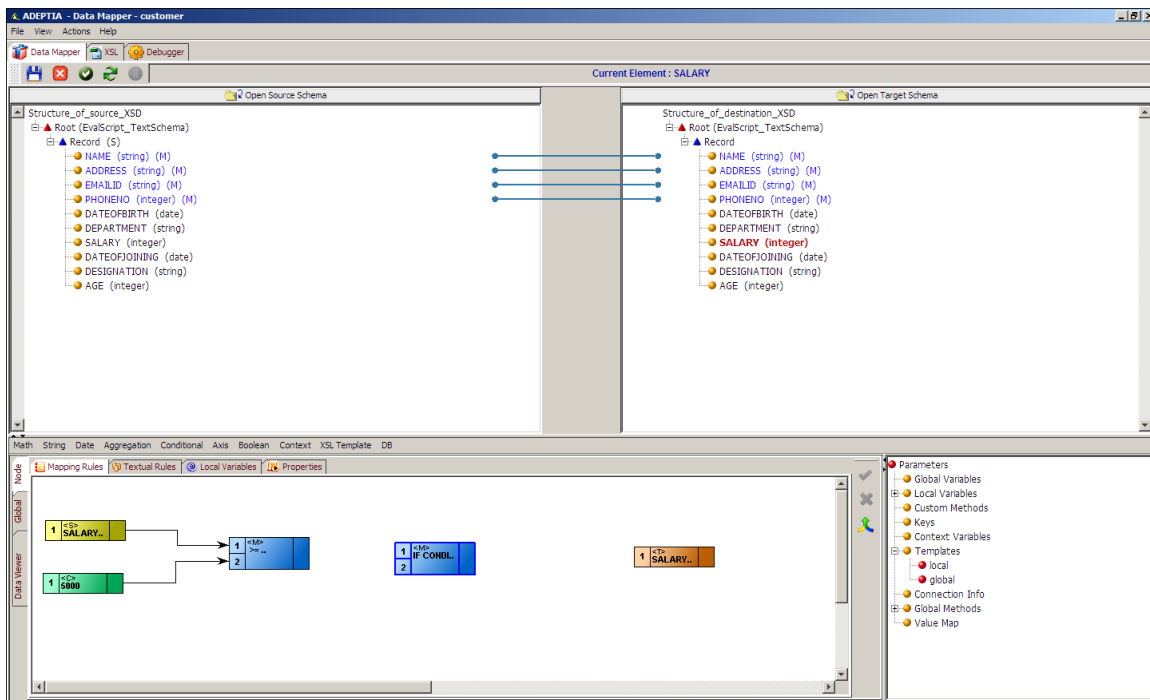 ADEPTIA - Data Mapper - customer
File View Actions Help
Data Mapper XSL Debugger
Current Element : SALARY
Open Source Schema
Open Target Schema
Structure_of_source_XSD
Root (EvalScript_TextSchema)
Record (S)
NAME (string) (M)
ADDRESS (string) (M)
EMAILID (string) (M)
PHONENO (integer) (M)
DATEOFBIRTH (date)
DEPARTMENT (string)
SALARY (integer)
DATEOFJOINING (date)
DESIGNATION (string)
AGE (integer)
Structure_of_destination_XSD
Root (EvalScript_TextSchema)
Record
NAME (string) (M)
ADDRESS (string) (M)
EMAILID (string) (M)
PHONENO (integer) (M)
DATEOFBIRTH (date)
DEPARTMENT (string)
SALARY (integer)
DATEOFJOINING (date)
DESIGNATION (string)
AGE (integer)
Math String Date Aggregation Conditional Axis Boolean Context XSL Template DB
Node
Global
Data Viewer
Mapping Rules Textual Rules Local Variables Properties
1 <S> SALARY..
1 <C> 5000
1 <M> >= ..
2
1 <M> IF CONDI..
2
1 <T> SALARY..
Parameters
Global Variables
Local Variables
Custom Methods
Keys
Context Variables
Templates
local
global
Connection Info
Global Methods
Value Map